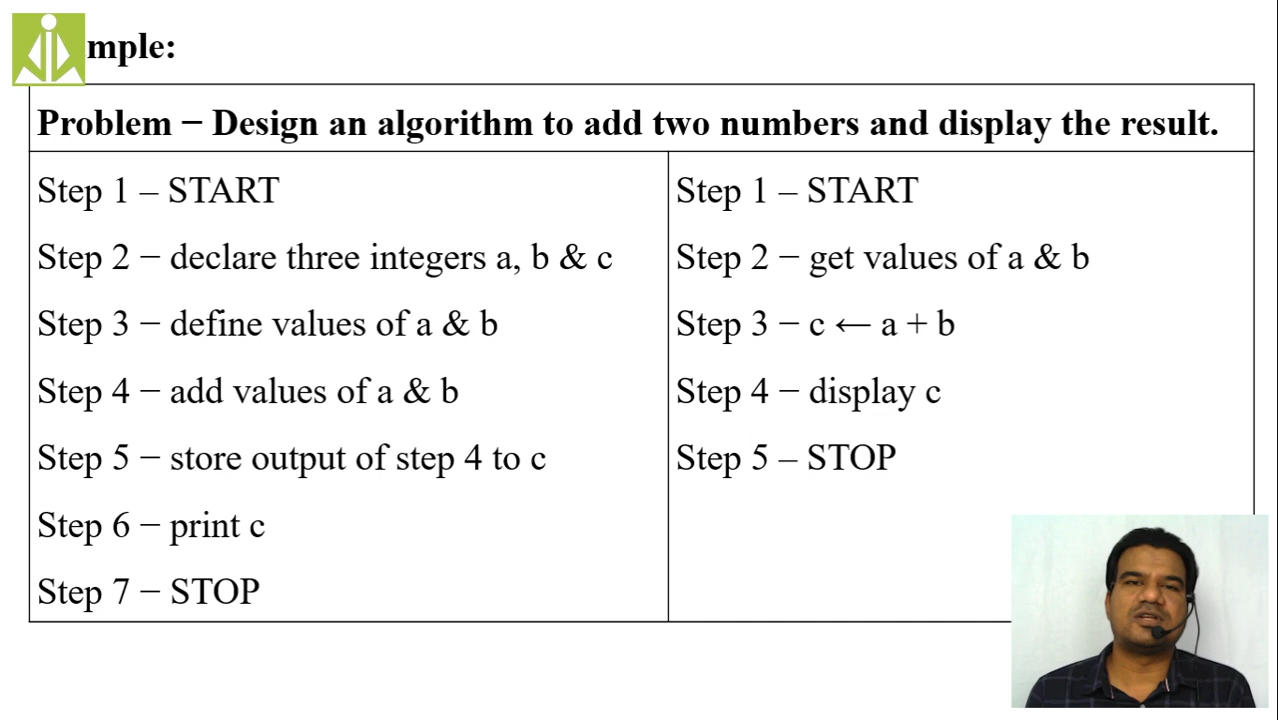 mple:
Problem − Design an algorithm to add two numbers and display the result.
Step 1 – START
Step 2 − declare three integers a, b & c
Step 3 − define values of a & b
Step 4 − add values of a & b
Step 5 − store output of step 4 to c
Step 6 − print c
Step 7 − STOP
Step 1 – START
Step 2 − get values of a & b
Step 3 − c ← a + b
Step 4 − display c
Step 5 – STOP